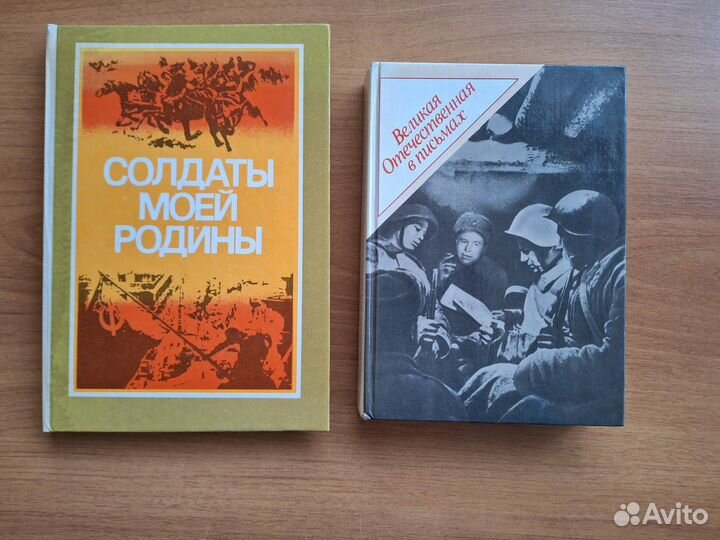 СОЛДАТЫ
МОЕЙ
РОДИНЫ
Великая
Отечественная
в письмах
Avito